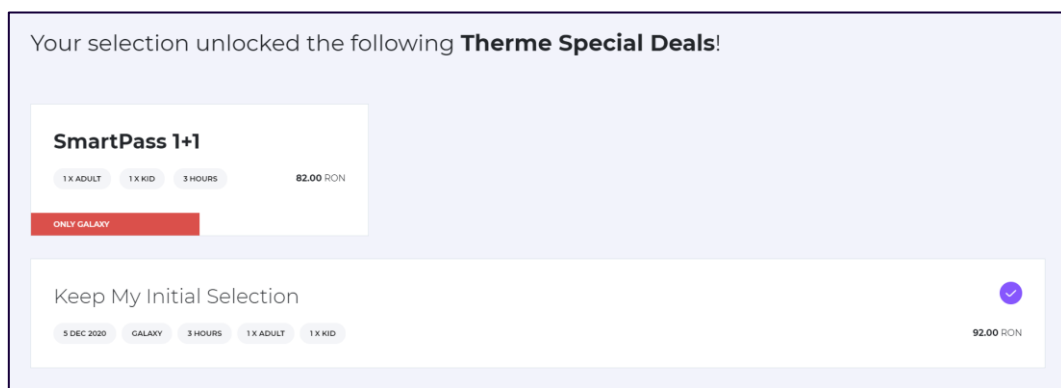 Your selection unlocked the following Therme Special Deals!
SmartPass 1+1
1 X ADULT 1 X KID 3 HOURS 82.00 RON
ONLY GALAXY
Keep My Initial Selection
5 DEC 2020 GALAXY 3 HOURS 1 X ADULT 1 X KID 92.00 RON